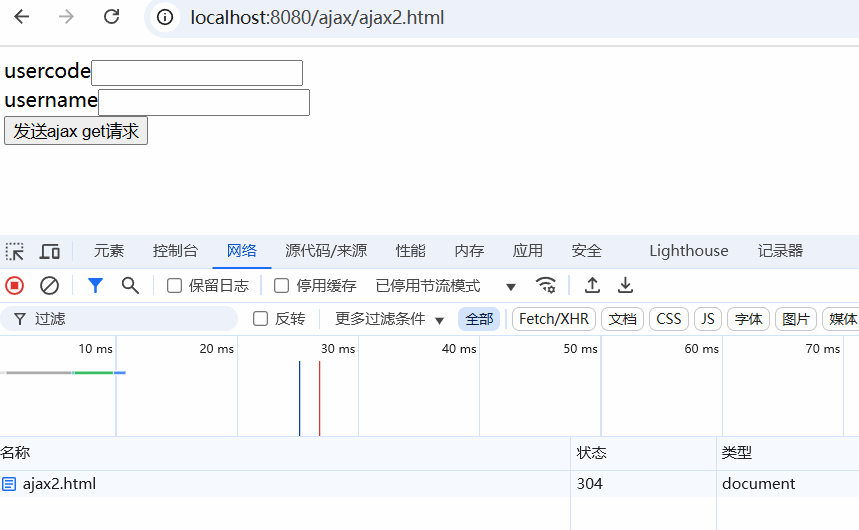 localhost:8080/ajax/ajax2.html
usercode
username
发送ajax get请求
元素 控制台 网络 源代码/来源 性能 内存 应用 安全 Lighthouse 记录器
保留日志 停用缓存 已停用节流模式
过滤 反转 更多过滤条件 全部 Fetch/XHR 文档 CSS JS 字体 图片 媒体
10 ms 20 ms 30 ms 40 ms 50 ms 60 ms 70 ms
名称 状态 类型
ajax2.html 304 document